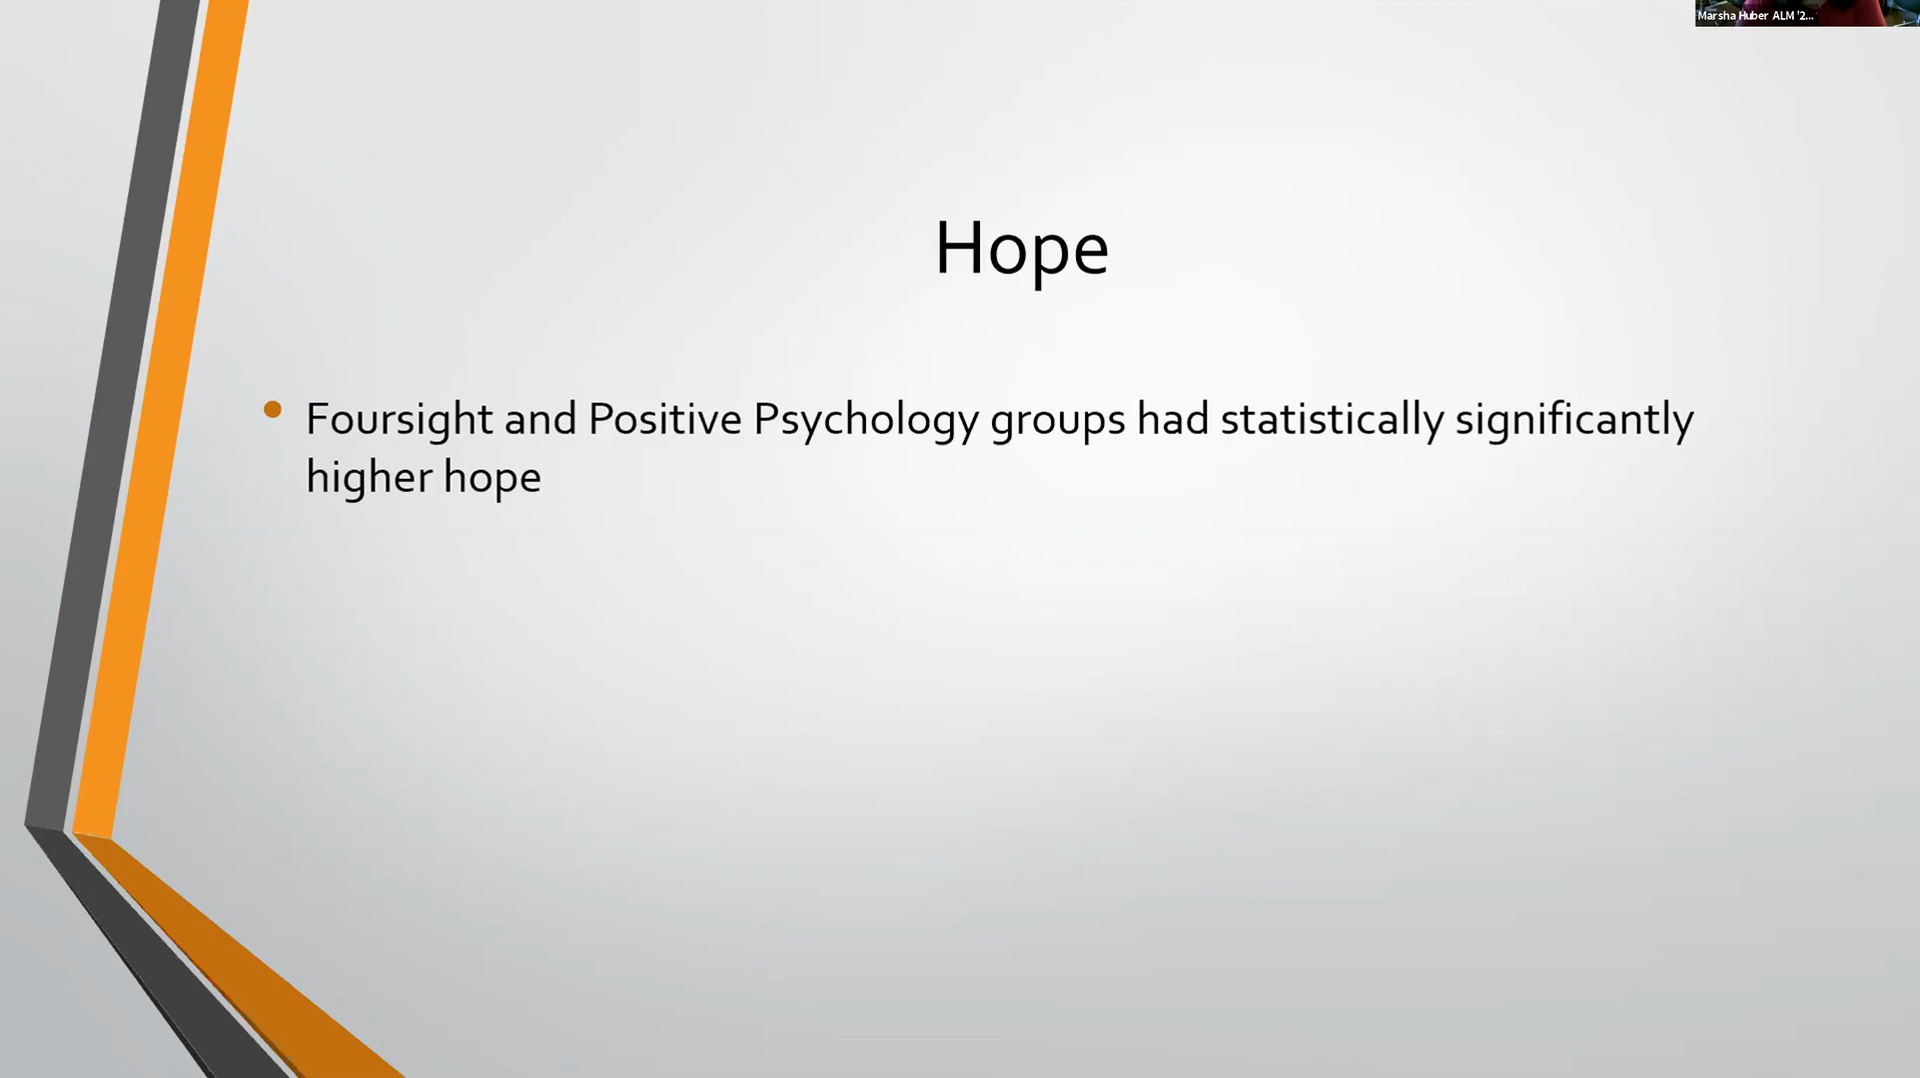 Marsha Huber ALM '2...
Hope
Foursight and Positive Psychology groups had statistically significantly
higher hope